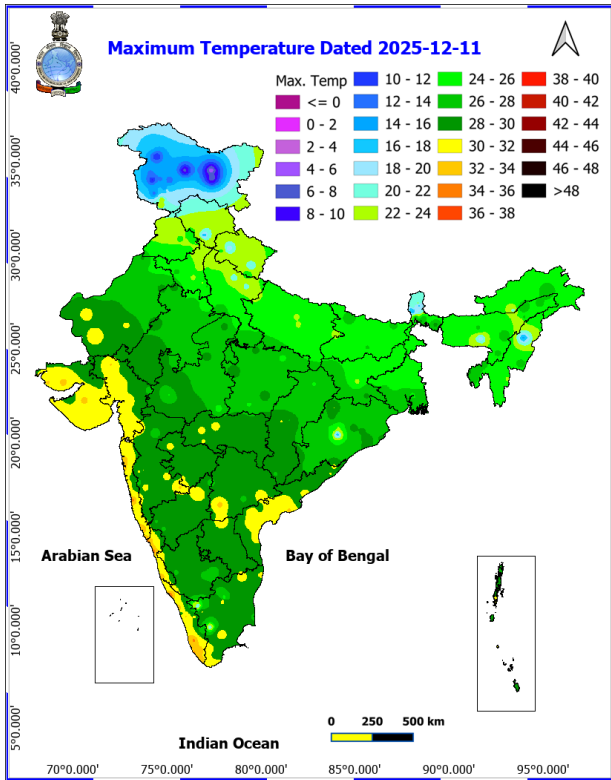 Maximum Temperature Dated 2025-12-11
Max. Temp
<= 0
0 - 2
2 - 4
4 - 6
6 - 8
8 - 10
10 - 12
12 - 14
14 - 16
16 - 18
18 - 20
20 - 22
22 - 24
24 - 26
26 - 28
28 - 30
30 - 32
32 - 34
34 - 36
36 - 38
38 - 40
40 - 42
42 - 44
44 - 46
46 - 48
>48
40°0.000'
35°0.000'
30°0.000'
25°0.000'
20°0.000'
15°0.000'
10°0.000'
5°0.000'
Arabian Sea
Bay of Bengal
Indian Ocean
0 250 500 km
70°0.000' 75°0.000' 80°0.000' 85°0.000' 90°0.000' 95°0.000'